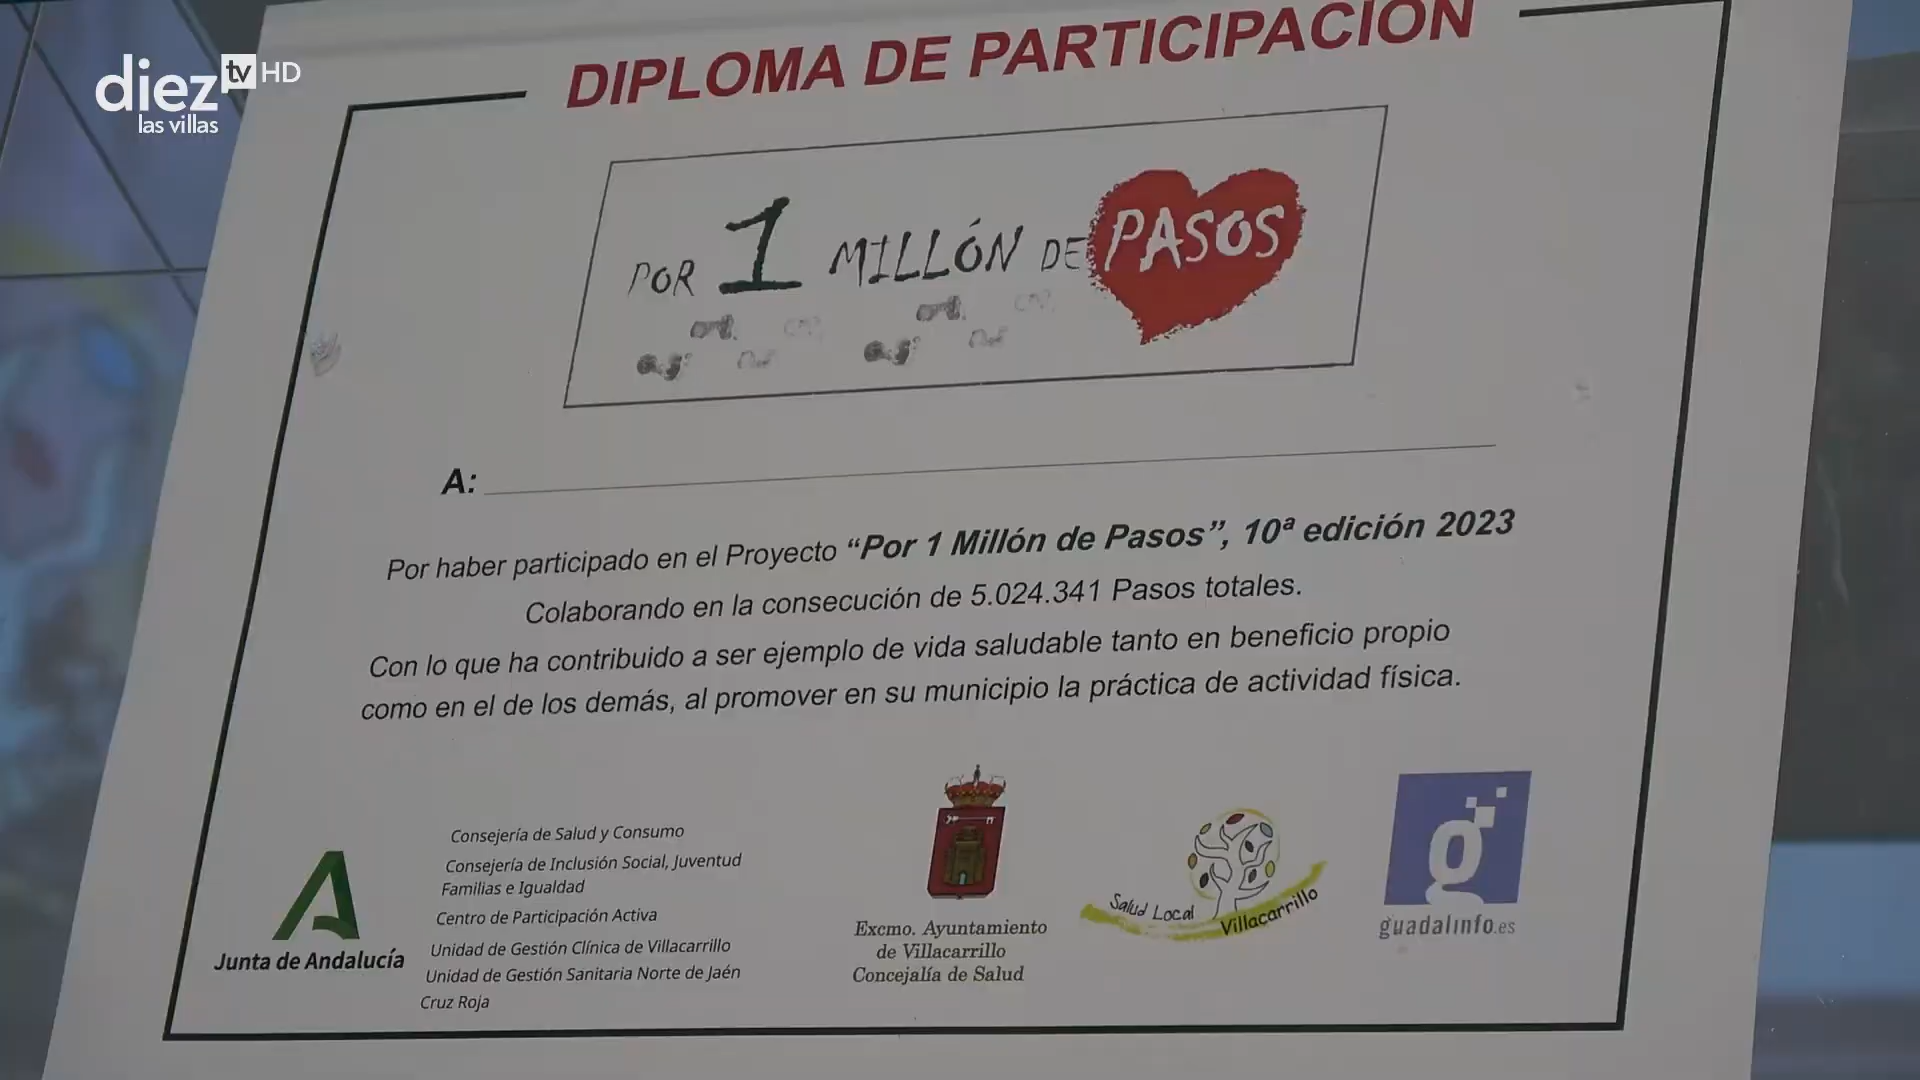 diez tv HD
las villas
DIPLOMA DE PARTICIPACIÓN
POR 1 MILLÓN DE PASOS
A:
Por haber participado en el Proyecto “Por 1 Millón de Pasos”, 10ª edición 2023
Colaborando en la consecución de 5.024.341 Pasos totales.
Con lo que ha contribuido a ser ejemplo de vida saludable tanto en beneficio propio
como en el de los demás, al promover en su municipio la práctica de actividad física.
Junta de Andalucía
Consejería de Salud y Consumo
Consejería de Inclusión Social, Juventud
Familias e Igualdad
Centro de Participación Activa
Unidad de Gestión Clínica de Villacarrillo
Unidad de Gestión Sanitaria Norte de Jaén
Cruz Roja
Excmo. Ayuntamiento
de Villacarrillo
Concejalía de Salud
Salud Local Villacarrillo
g
guadalinfo.es